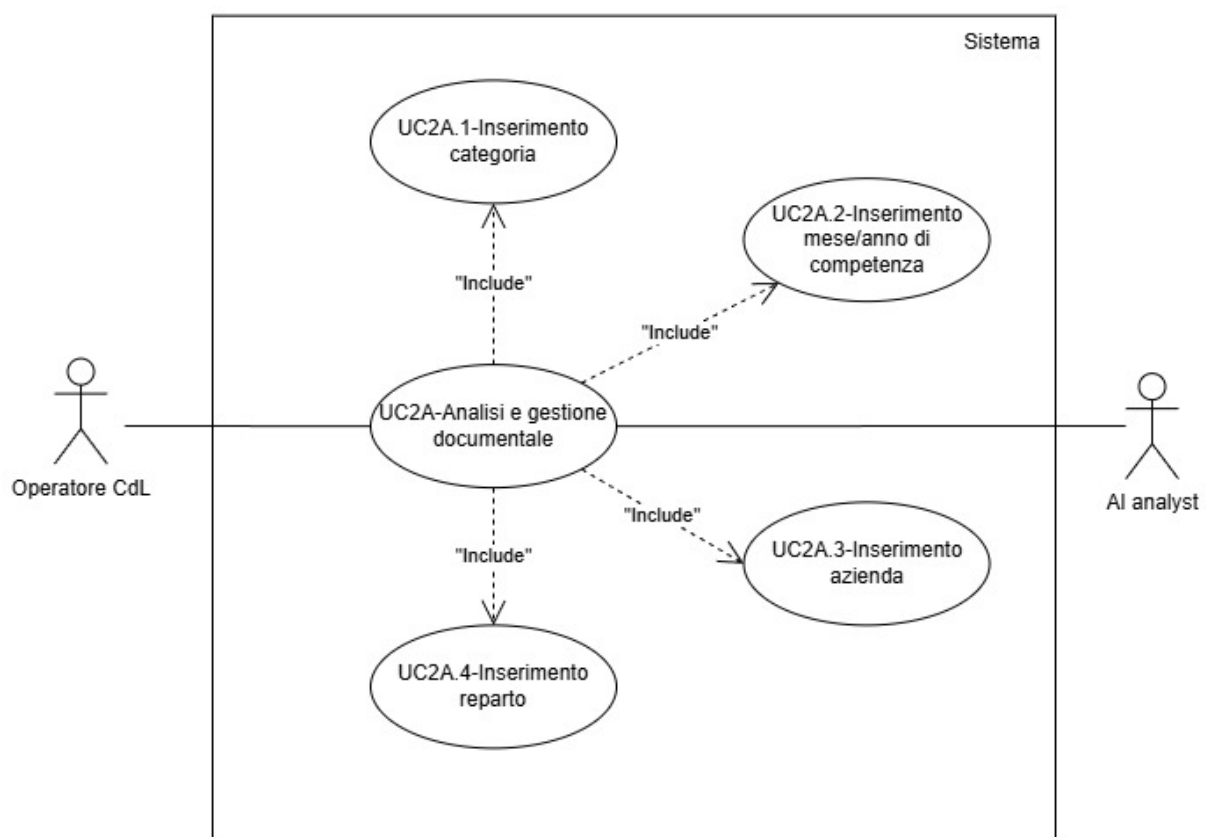 Sistema
UC2A.1-Inserimento
categoria
UC2A.2-Inserimento
mese/anno di
competenza
"Include"
"Include"
UC2A-Analisi e gestione
documentale
Operatore CdL
AI analyst
"Include"
"Include"
UC2A.3-Inserimento
azienda
UC2A.4-Inserimento
reparto